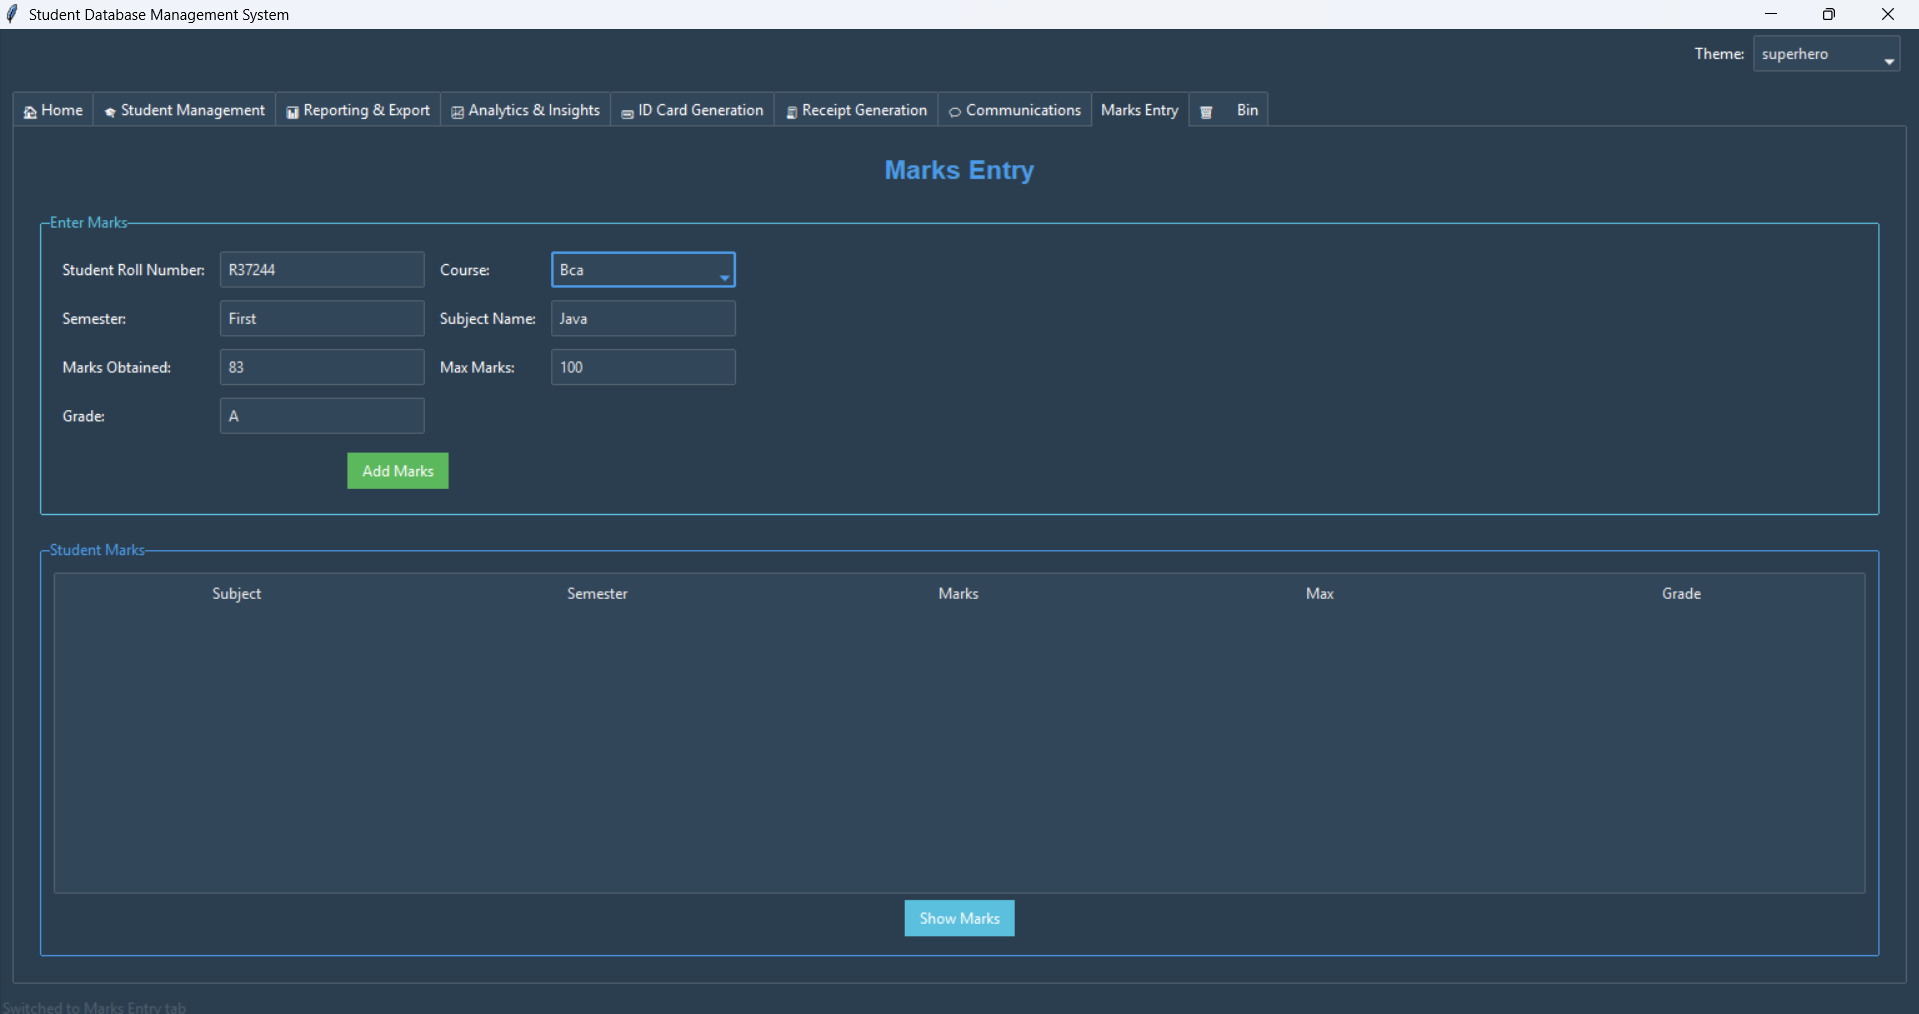 Student Database Management System
Theme: superhero
Home Student Management Reporting & Export Analytics & Insights ID Card Generation Receipt Generation Communications Marks Entry Bin
Marks Entry
Enter Marks
Student Roll Number: R37244 Course: Bca
Semester: First Subject Name: Java
Marks Obtained: 83 Max Marks: 100
Grade: A
Add Marks
Student Marks
Subject Semester Marks Max Grade
Show Marks
Switched to Marks Entry tab